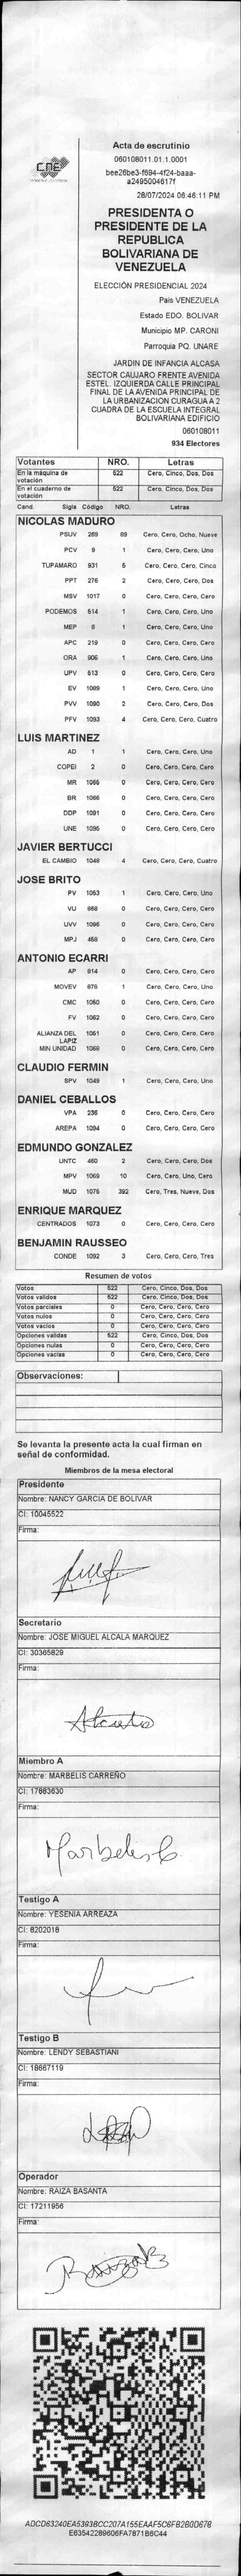 CNE
Acta de escrutinio
060108011.01.1.0001
bee26be3-f694-4f24-baaa-
a2495004617f
28/07/2024 06:46:11 PM
PRESIDENTA O
PRESIDENTE DE LA
REPUBLICA
BOLIVARIANA DE
VENEZUELA
ELECCIÓN PRESIDENCIAL 2024
Pais VENEZUELA
Estado EDO. BOLIVAR
Municipio MP. CARONI
Parroquia PQ. UNARE
JARDIN DE INFANCIA ALCASA
SECTOR CAUJARO FRENTE AVENIDA
ESTEL. IZQUIERDA CALLE PRINCIPAL
FINAL DE LA AVENIDA PRINCIPAL DE
LA URBANIZACION CURAGUA A 2
CUADRA DE LA ESCUELA INTEGRAL
BOLIVARIANA EDIFICIO
060108011
934 Electores
Votantes NRO. Letras
En la máquina de votación 522 Cero, Cinco, Dos, Dos
En el cuaderno de votación 522 Cero, Cinco, Dos, Dos
Cand. Sigla Código NRO. Letras
NICOLAS MADURO
PSUV 269 89 Cero, Cero, Ocho, Nueve
PCV 9 1 Cero, Cero, Cero, Uno
TUPAMARO 931 5 Cero, Cero, Cero, Cinco
PPT 276 2 Cero, Cero, Cero, Dos
MSV 1017 0 Cero, Cero, Cero, Cero
PODEMOS 514 1 Cero, Cero, Cero, Uno
MEP 6 1 Cero, Cero, Cero, Uno
APC 219 0 Cero, Cero, Cero, Cero
ORA 906 1 Cero, Cero, Cero, Uno
UPV 513 0 Cero, Cero, Cero, Cero
EV 1089 1 Cero, Cero, Cero, Uno
PVV 1090 2 Cero, Cero, Cero, Dos
PFV 1093 4 Cero, Cero, Cero, Cuatro
LUIS MARTINEZ
AD 1 1 Cero, Cero, Cero, Uno
COPEI 2 0 Cero, Cero, Cero, Cero
MR 1065 0 Cero, Cero, Cero, Cero
BR 1066 0 Cero, Cero, Cero, Cero
DDP 1091 0 Cero, Cero, Cero, Cero
UNE 1095 0 Cero, Cero, Cero, Cero
JAVIER BERTUCCI
EL CAMBIO 1048 4 Cero, Cero, Cero, Cuatro
JOSE BRITO
PV 1053 1 Cero, Cero, Cero, Uno
VU 868 0 Cero, Cero, Cero, Cero
UVV 1096 0 Cero, Cero, Cero, Cero
MPJ 458 0 Cero, Cero, Cero, Cero
ANTONIO ECARRI
AP 914 0 Cero, Cero, Cero, Cero
MOVEV 876 1 Cero, Cero, Cero, Uno
CMC 1050 0 Cero, Cero, Cero, Cero
FV 1062 0 Cero, Cero, Cero, Cero
ALIANZA DEL LAPIZ 1051 0 Cero, Cero, Cero, Cero
MIN UNIDAD 1068 0 Cero, Cero, Cero, Cero
CLAUDIO FERMIN
SPV 1049 1 Cero, Cero, Cero, Uno
DANIEL CEBALLOS
VPA 236 0 Cero, Cero, Cero, Cero
AREPA 1094 0 Cero, Cero, Cero, Cero
EDMUNDO GONZALEZ
UNTC 460 2 Cero, Cero, Cero, Dos
MPV 1069 10 Cero, Cero, Uno, Cero
MUD 1075 392 Cero, Tres, Nueve, Dos
ENRIQUE MARQUEZ
CENTRADOS 1073 0 Cero, Cero, Cero, Cero
BENJAMIN RAUSSEO
CONDE 1092 3 Cero, Cero, Cero, Tres
Resumen de votos
Votos 522 Cero, Cinco, Dos, Dos
Votos validos 522 Cero, Cinco, Dos, Dos
Votos parciales 0 Cero, Cero, Cero, Cero
Votos nulos 0 Cero, Cero, Cero, Cero
Votos vacios 0 Cero, Cero, Cero, Cero
Opciones validas 522 Cero, Cinco, Dos, Dos
Opciones nulas 0 Cero, Cero, Cero, Cero
Opciones vacias 0 Cero, Cero, Cero, Cero
Observaciones:
Se levanta la presente acta la cual firman en
señal de conformidad.
Miembros de la mesa electoral
Presidente
Nombre: NANCY GARCIA DE BOLIVAR
CI: 10045522
Firma:
Secretario
Nombre: JOSE MIGUEL ALCALA MARQUEZ
CI: 30365829
Firma:
Miembro A
Nombre: MARBELIS CARREÑO
CI: 17883630
Firma:
Marbelis C.
Testigo A
Nombre: YESENIA ARREAZA
CI: 8202018
Firma:
Testigo B
Nombre: LENDY SEBASTIANI
CI: 18667119
Firma:
Operador
Nombre: RAIZA BASANTA
CI: 17211956
Firma:
ADCD63240EA5393BCC207A155EAAF5C6FB2B0D678
E63542289606FA7871B6C44